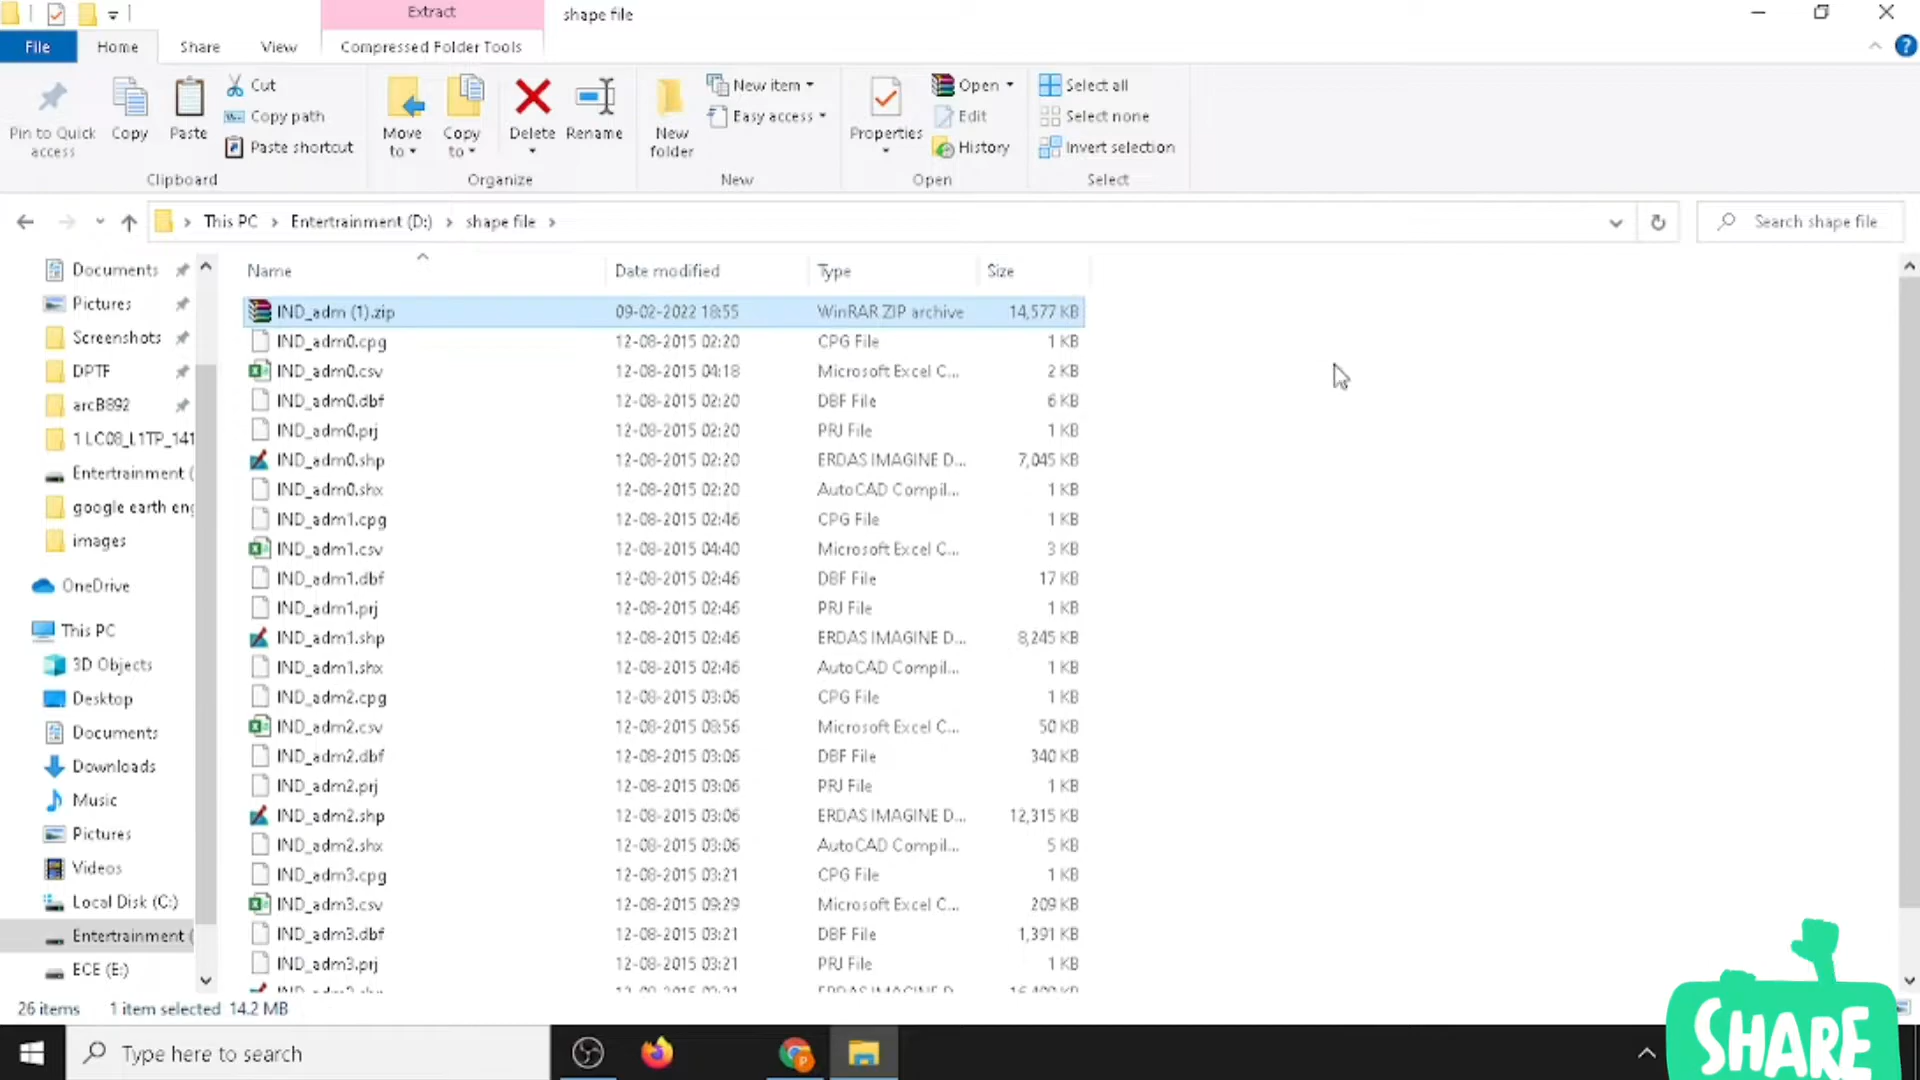 Extract
shape file
File
Home
Share
View
Compressed Folder Tools
Pin to Quick access
Copy
Paste
Cut
Copy path
Paste shortcut
Move to
Copy to
Delete
Rename
New folder
New item
Easy access
Properties
Open
Edit
History
Select all
Select none
Invert selection
Clipboard
Organize
New
Open
Select
This PC
Entertrainment (D:)
shape file
Search shape file
Documents
Pictures
Screenshots
DPTF
arcB892
1 LC08_L1TP_141
Entertrainment (
google earth eng
images
OneDrive
This PC
3D Objects
Desktop
Documents
Downloads
Music
Pictures
Videos
Local Disk (C:)
Entertrainment (
ECE (E:)
Name Date modified Type Size
IND_adm (1).zip 09-02-2022 18:55 WinRAR ZIP archive 14,577 KB
IND_adm0.cpg 12-08-2015 02:20 CPG File 1 KB
IND_adm0.csv 12-08-2015 04:18 Microsoft Excel C... 2 KB
IND_adm0.dbf 12-08-2015 02:20 DBF File 6 KB
IND_adm0.prj 12-08-2015 02:20 PRJ File 1 KB
IND_adm0.shp 12-08-2015 02:20 ERDAS IMAGINE D... 7,045 KB
IND_adm0.shx 12-08-2015 02:20 AutoCAD Compil... 1 KB
IND_adm1.cpg 12-08-2015 02:46 CPG File 1 KB
IND_adm1.csv 12-08-2015 04:40 Microsoft Excel C... 3 KB
IND_adm1.dbf 12-08-2015 02:46 DBF File 17 KB
IND_adm1.prj 12-08-2015 02:46 PRJ File 1 KB
IND_adm1.shp 12-08-2015 02:46 ERDAS IMAGINE D... 8,245 KB
IND_adm1.shx 12-08-2015 02:46 AutoCAD Compil... 1 KB
IND_adm2.cpg 12-08-2015 03:06 CPG File 1 KB
IND_adm2.csv 12-08-2015 08:56 Microsoft Excel C... 50 KB
IND_adm2.dbf 12-08-2015 03:06 DBF File 340 KB
IND_adm2.prj 12-08-2015 03:06 PRJ File 1 KB
IND_adm2.shp 12-08-2015 03:06 ERDAS IMAGINE D... 12,315 KB
IND_adm2.shx 12-08-2015 03:06 AutoCAD Compil... 5 KB
IND_adm3.cpg 12-08-2015 03:21 CPG File 1 KB
IND_adm3.csv 12-08-2015 09:29 Microsoft Excel C... 209 KB
IND_adm3.dbf 12-08-2015 03:21 DBF File 1,391 KB
IND_adm3.prj 12-08-2015 03:21 PRJ File 1 KB
26 items 1 item selected 14.2 MB
Type here to search
SHARE